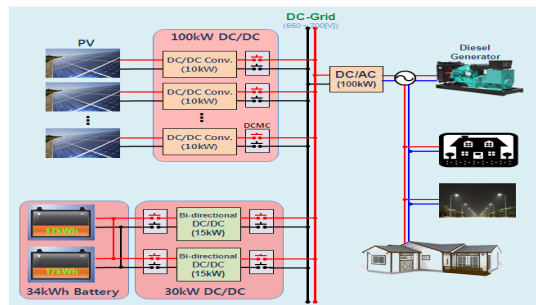 DC-Grid
(650 ~ 700[V])
PV
100kW DC/DC
DC/DC Conv.
(10kW)
DC/DC Conv.
(10kW)
DCMC
DC/DC Conv.
(10kW)
DC/AC
(100kW)
Diesel
Generator
17kWh
17kWh
34kWh Battery
Bi-directional
DC/DC
(15kW)
Bi-directional
DC/DC
(15kW)
30kW DC/DC